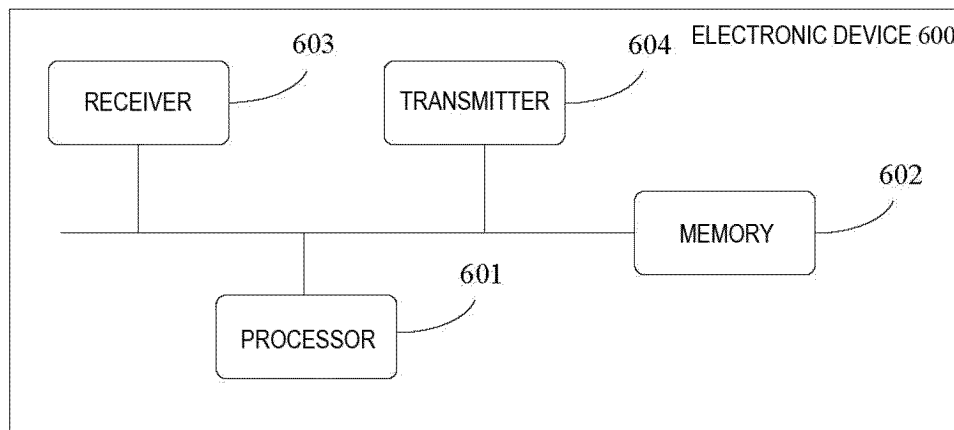 ELECTRONIC DEVICE 600
603
604
RECEIVER
TRANSMITTER
602
MEMORY
601
PROCESSOR